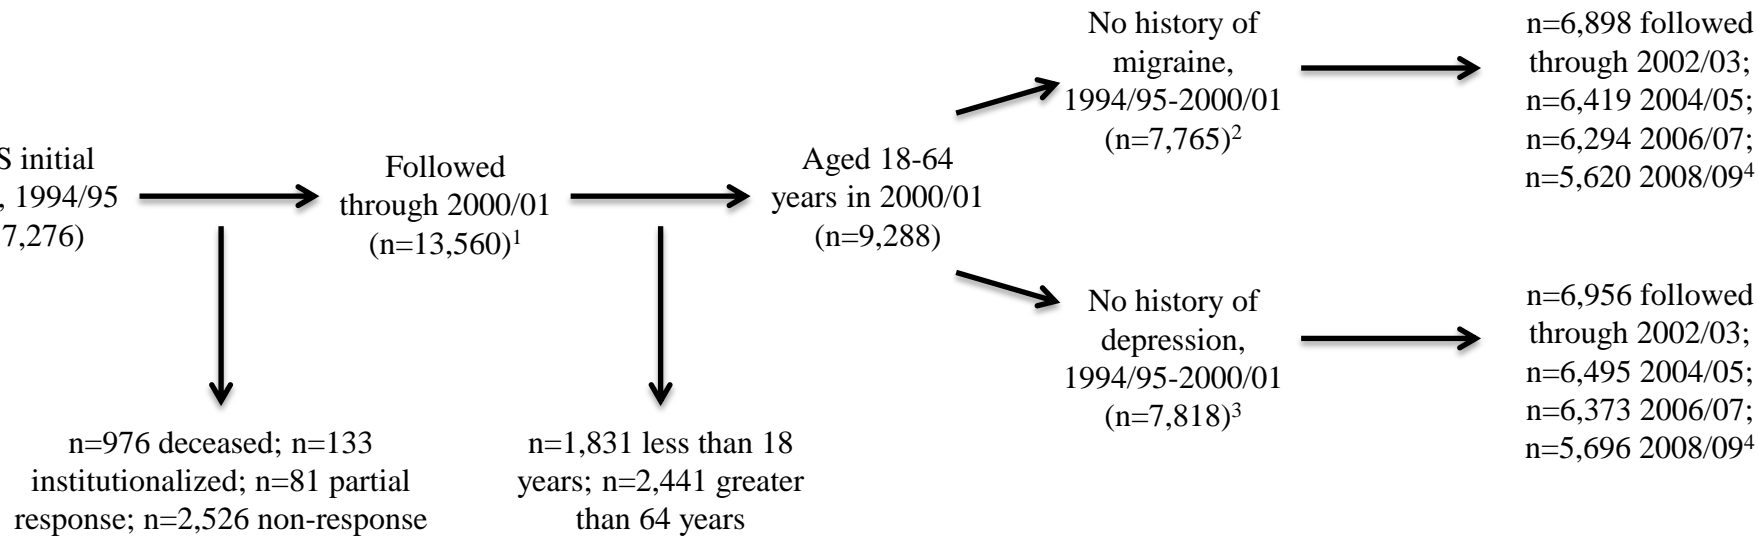 S initial
, 1994/95
7,276)
Followed
through 2000/01
(n=13,560)¹
Aged 18-64
years in 2000/01
(n=9,288)
No history of
migraine,
1994/95-2000/01
(n=7,765)²
n=6,898 followed
through 2002/03;
n=6,419 2004/05;
n=6,294 2006/07;
n=5,620 2008/09⁴
No history of
depression,
1994/95-2000/01
(n=7,818)³
n=6,956 followed
through 2002/03;
n=6,495 2004/05;
n=6,373 2006/07;
n=5,696 2008/09⁴
n=976 deceased; n=133
institutionalized; n=81 partial
response; n=2,526 non-response
n=1,831 less than 18
years; n=2,441 greater
than 64 years